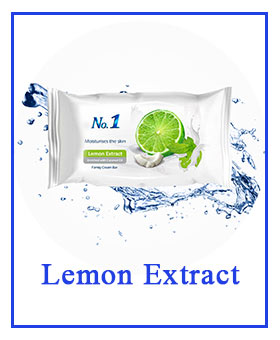 No.1
Moisturises the skin
Lemon Extract
Enriched with Coconut Oil
Family Cream Bar
Lemon Extract